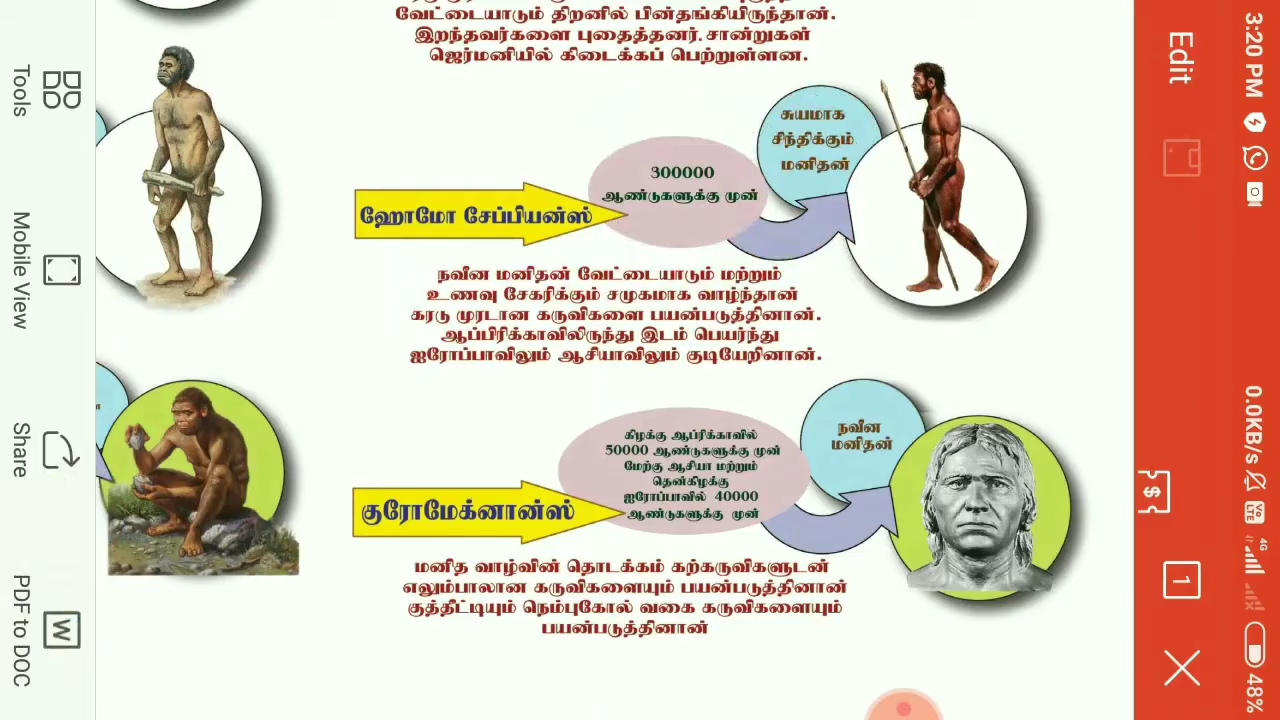 வேட்டையாடும் திறனில் பின்தங்கியிருந்தான்.
இறந்தவர்களை புதைத்தனர். சான்றுகள்
ஜெர்மனியில் கிடைக்கப் பெற்றுள்ளன.
சுயமாக
சிந்திக்கும்
மனிதன்
300000
ஆண்டுகளுக்கு முன்
ஹோமோ சேப்பியன்ஸ்
நவீன மனிதன் வேட்டையாடும் மற்றும்
உணவு சேகரிக்கும் சமுகமாக வாழ்ந்தான்
கரடு முரடான கருவிகளை பயன்படுத்தினான்.
ஆப்பிரிக்காவிலிருந்து இடம் பெயர்ந்து
ஐரோப்பாவிலும் ஆசியாவிலும் குடியேறினான்.
நவீன
மனிதன்
கிழக்கு ஆப்ரிக்காவில்
50000 ஆண்டுகளுக்கு முன்
மேற்கு ஆசியா மற்றும்
தென்கிழக்கு
ஐரோப்பாவில் 40000
ஆண்டுகளுக்கு முன்
குரோமேக்னான்ஸ்
மனித வாழ்வின் தொடக்கம் கற்கருவிகளுடன்
எலும்பாலான கருவிகளையும் பயன்படுத்தினான்
குத்தீட்டியும் நெம்புகோல் வகை கருவிகளையும்
பயன்படுத்தினான்
Tools
Mobile View
Share
PDF to DOC
W
Edit
$
1
3:20 PM
0.0KB/s
Vo LTE
4G
48%